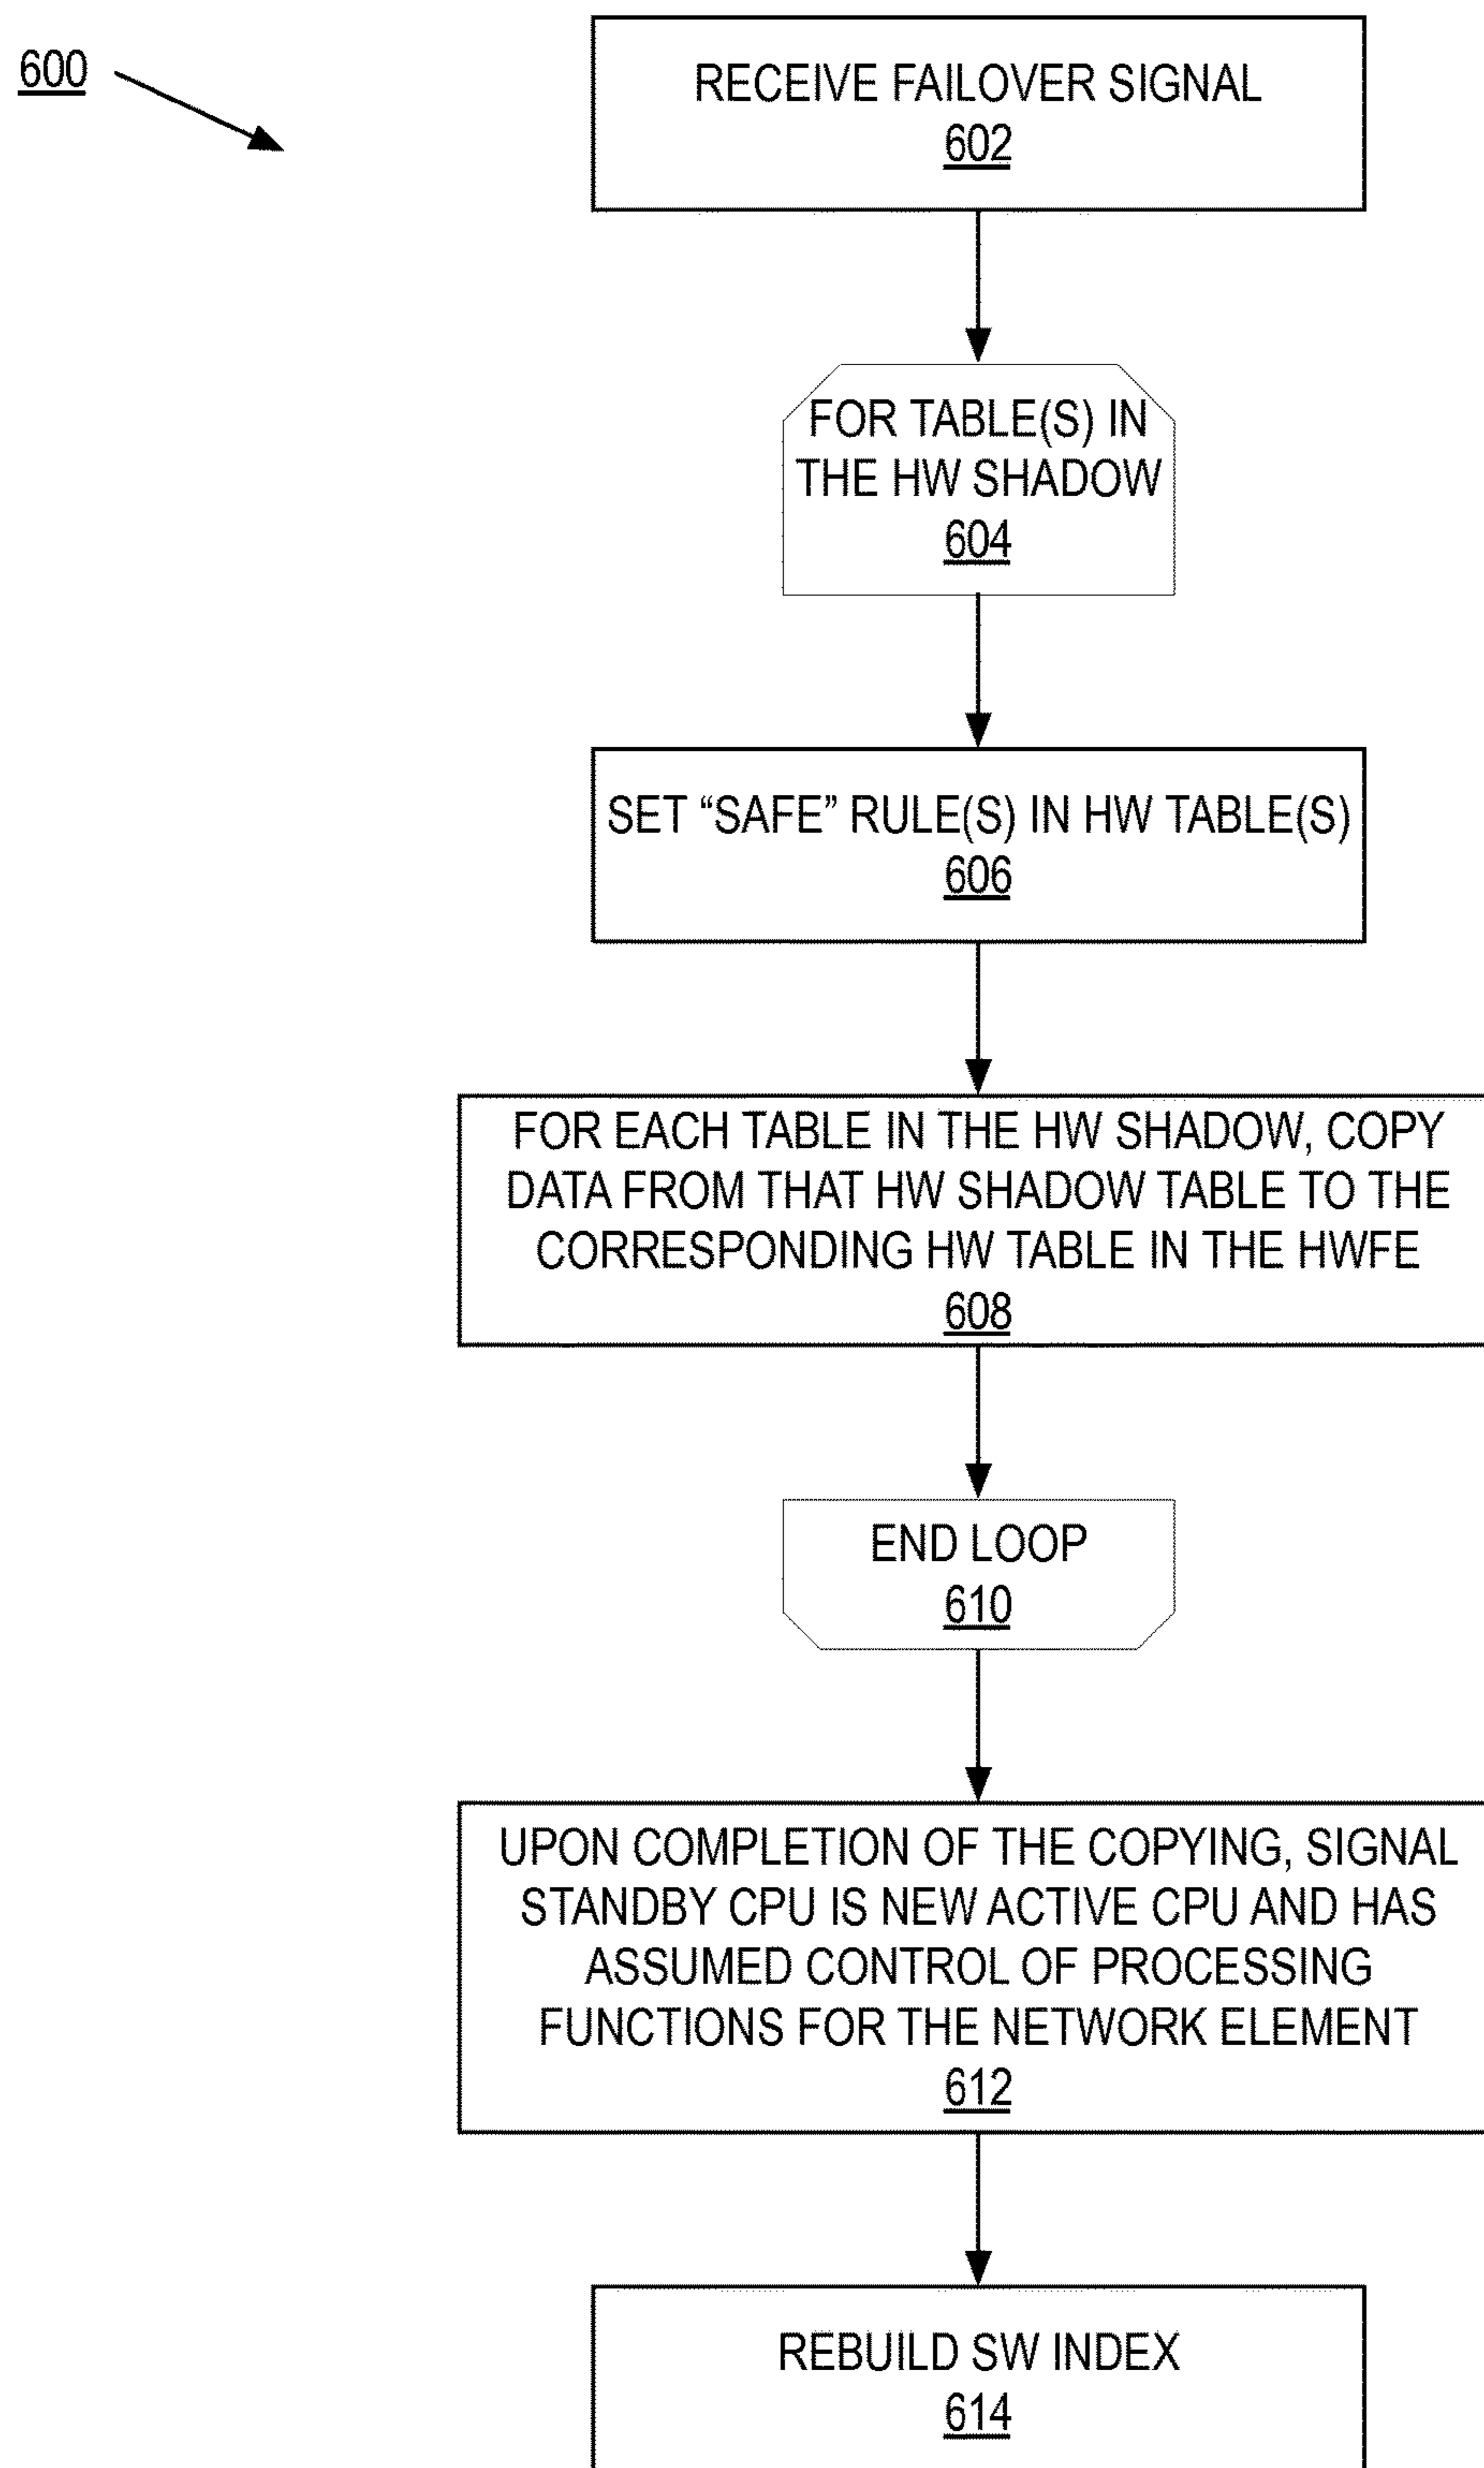 600
RECEIVE FAILOVER SIGNAL
602
FOR TABLE(S) IN
THE HW SHADOW
604
SET “SAFE” RULE(S) IN HW TABLE(S)
606
FOR EACH TABLE IN THE HW SHADOW, COPY
DATA FROM THAT HW SHADOW TABLE TO THE
CORRESPONDING HW TABLE IN THE HWFE
608
END LOOP
610
UPON COMPLETION OF THE COPYING, SIGNAL
STANDBY CPU IS NEW ACTIVE CPU AND HAS
ASSUMED CONTROL OF PROCESSING
FUNCTIONS FOR THE NETWORK ELEMENT
612
REBUILD SW INDEX
614